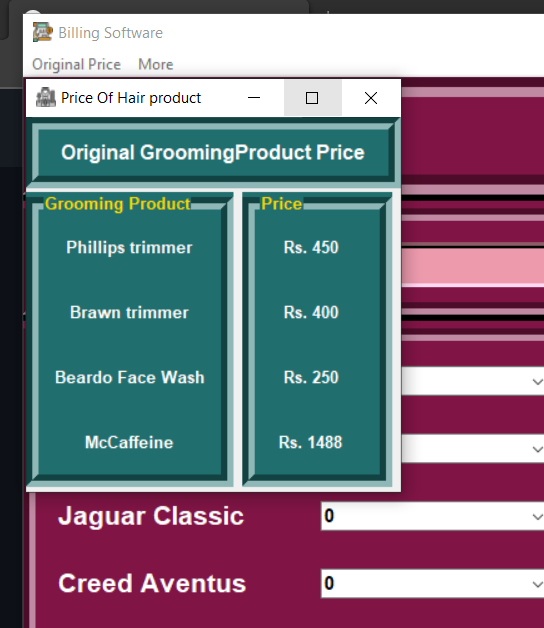 Billing Software
Original Price More
Price Of Hair product
Original GroomingProduct Price
Grooming Product Price
Phillips trimmer Rs. 450
Brawn trimmer Rs. 400
Beardo Face Wash Rs. 250
McCaffeine Rs. 1488
Jaguar Classic 0
Creed Aventus 0